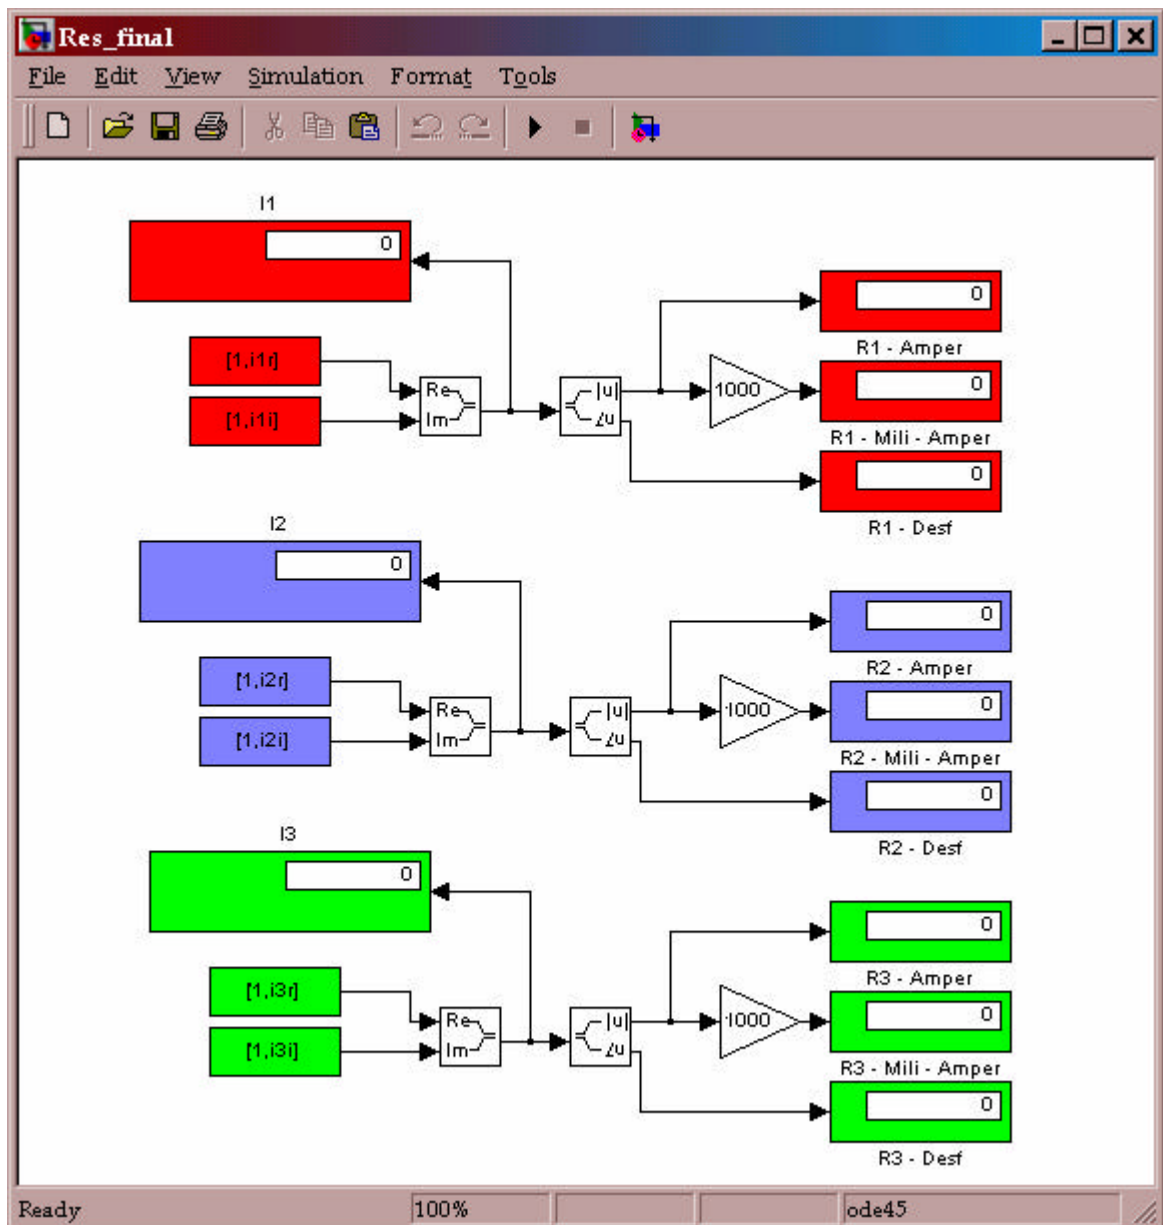 Res_final
File Edit View Simulation Format Tools
I1
0
[1,i1r]
[1,i1i]
Re
Im
|u|
∠u
1000
0
R1 - Amper
0
R1 - Mili - Amper
0
R1 - Desf
I2
0
[1,i2r]
[1,i2i]
Re
Im
|u|
∠u
1000
0
R2 - Amper
0
R2 - Mili - Amper
0
R2 - Desf
I3
0
[1,i3r]
[1,i3i]
Re
Im
|u|
∠u
1000
0
R3 - Amper
0
R3 - Mili - Amper
0
R3 - Desf
Ready 100% ode45